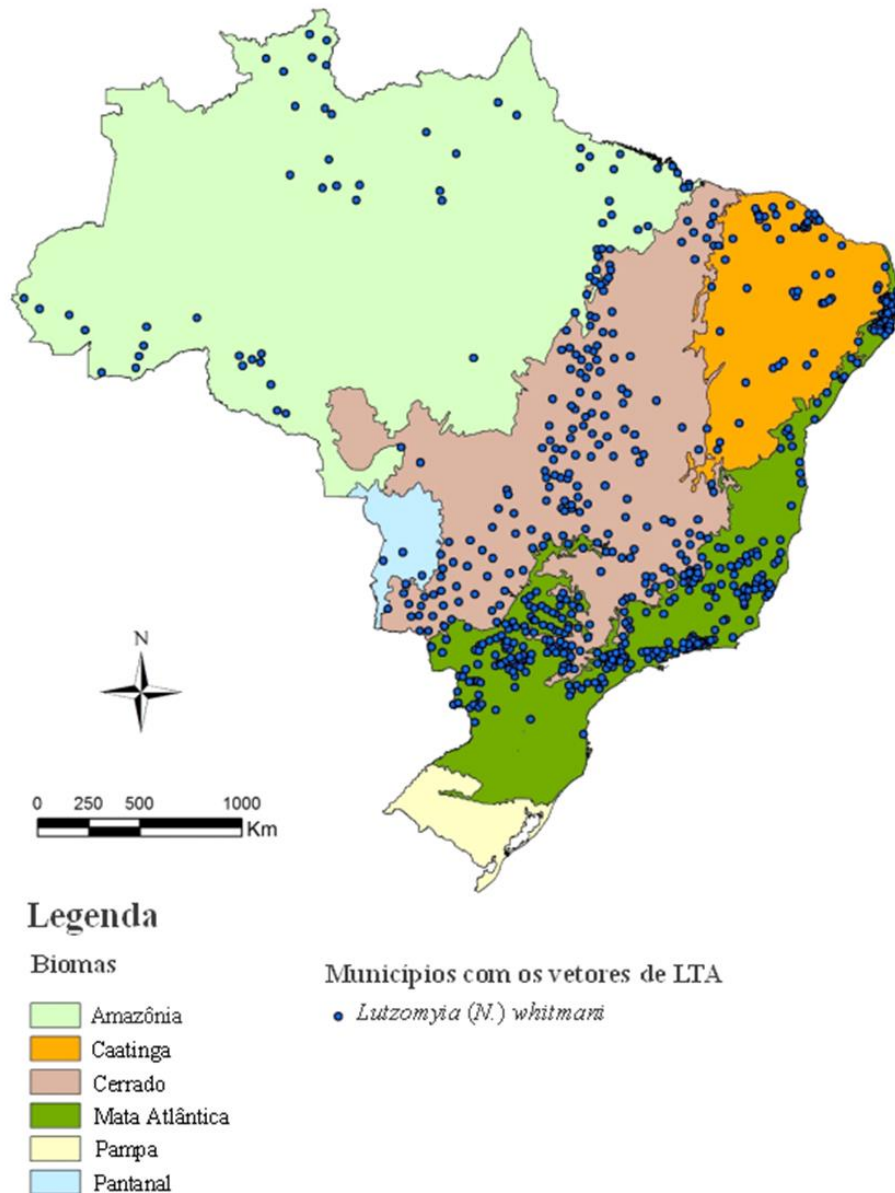 N
0 250 500 1000
Km
Legenda
Biomas
Amazônia
Caatinga
Cerrado
Mata Atlântica
Pampa
Pantanal
Municípios com os vetores de LTA
Lutzomyia (N.) whitmani